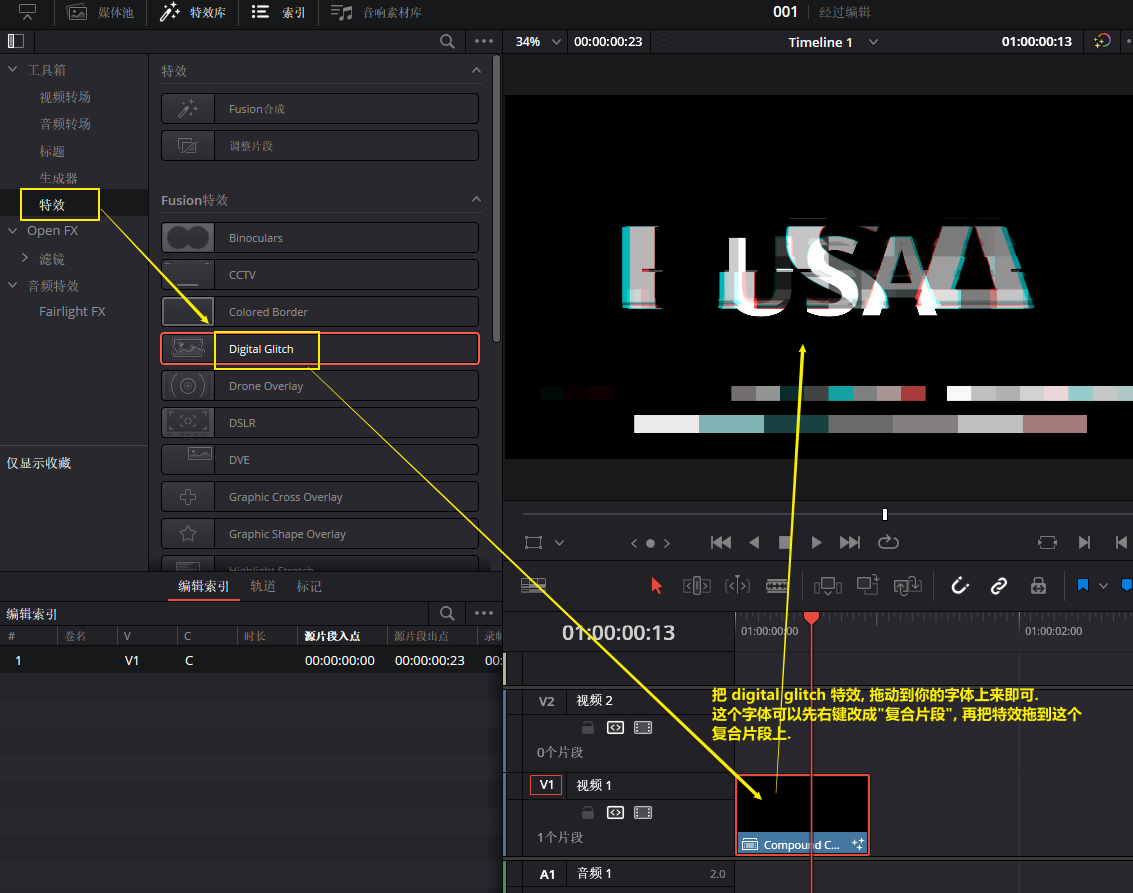 媒体池
特效库
索引
音响素材库
001
经过编辑
34%
00:00:00:23
Timeline 1
01:00:00:13
工具箱
视频转场
音频转场
标题
生成器
特效
Open FX
滤镜
音频特效
Fairlight FX
仅显示收藏
特效
Fusion合成
调整片段
Fusion特效
Binoculars
CCTV
Colored Border
Digital Glitch
Drone Overlay
DSLR
DVE
Graphic Cross Overlay
Graphic Shape Overlay
Highlight Stretch
USA
编辑索引
轨道
标记
编辑索引
# 卷名 V C 时长 源片段入点 源片段出点 录制
1 V1 C 00:00:00:00 00:00:00:23 00:
01:00:00:13
01:00:00:00
01:00:02:00
V2
视频 2
0个片段
把 digital glitch 特效, 拖动到你的字体上来即可.
这个字体可以先右键改成"复合片段", 再把特效拖到这个
复合片段上.
V1
视频 1
1个片段
Compound C...
A1
音频 1
2.0